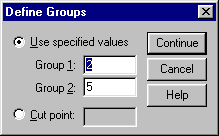 Define Groups
Use specified values
Continue
Group 1: 2
Cancel
Group 2: 5
Help
Cut point: